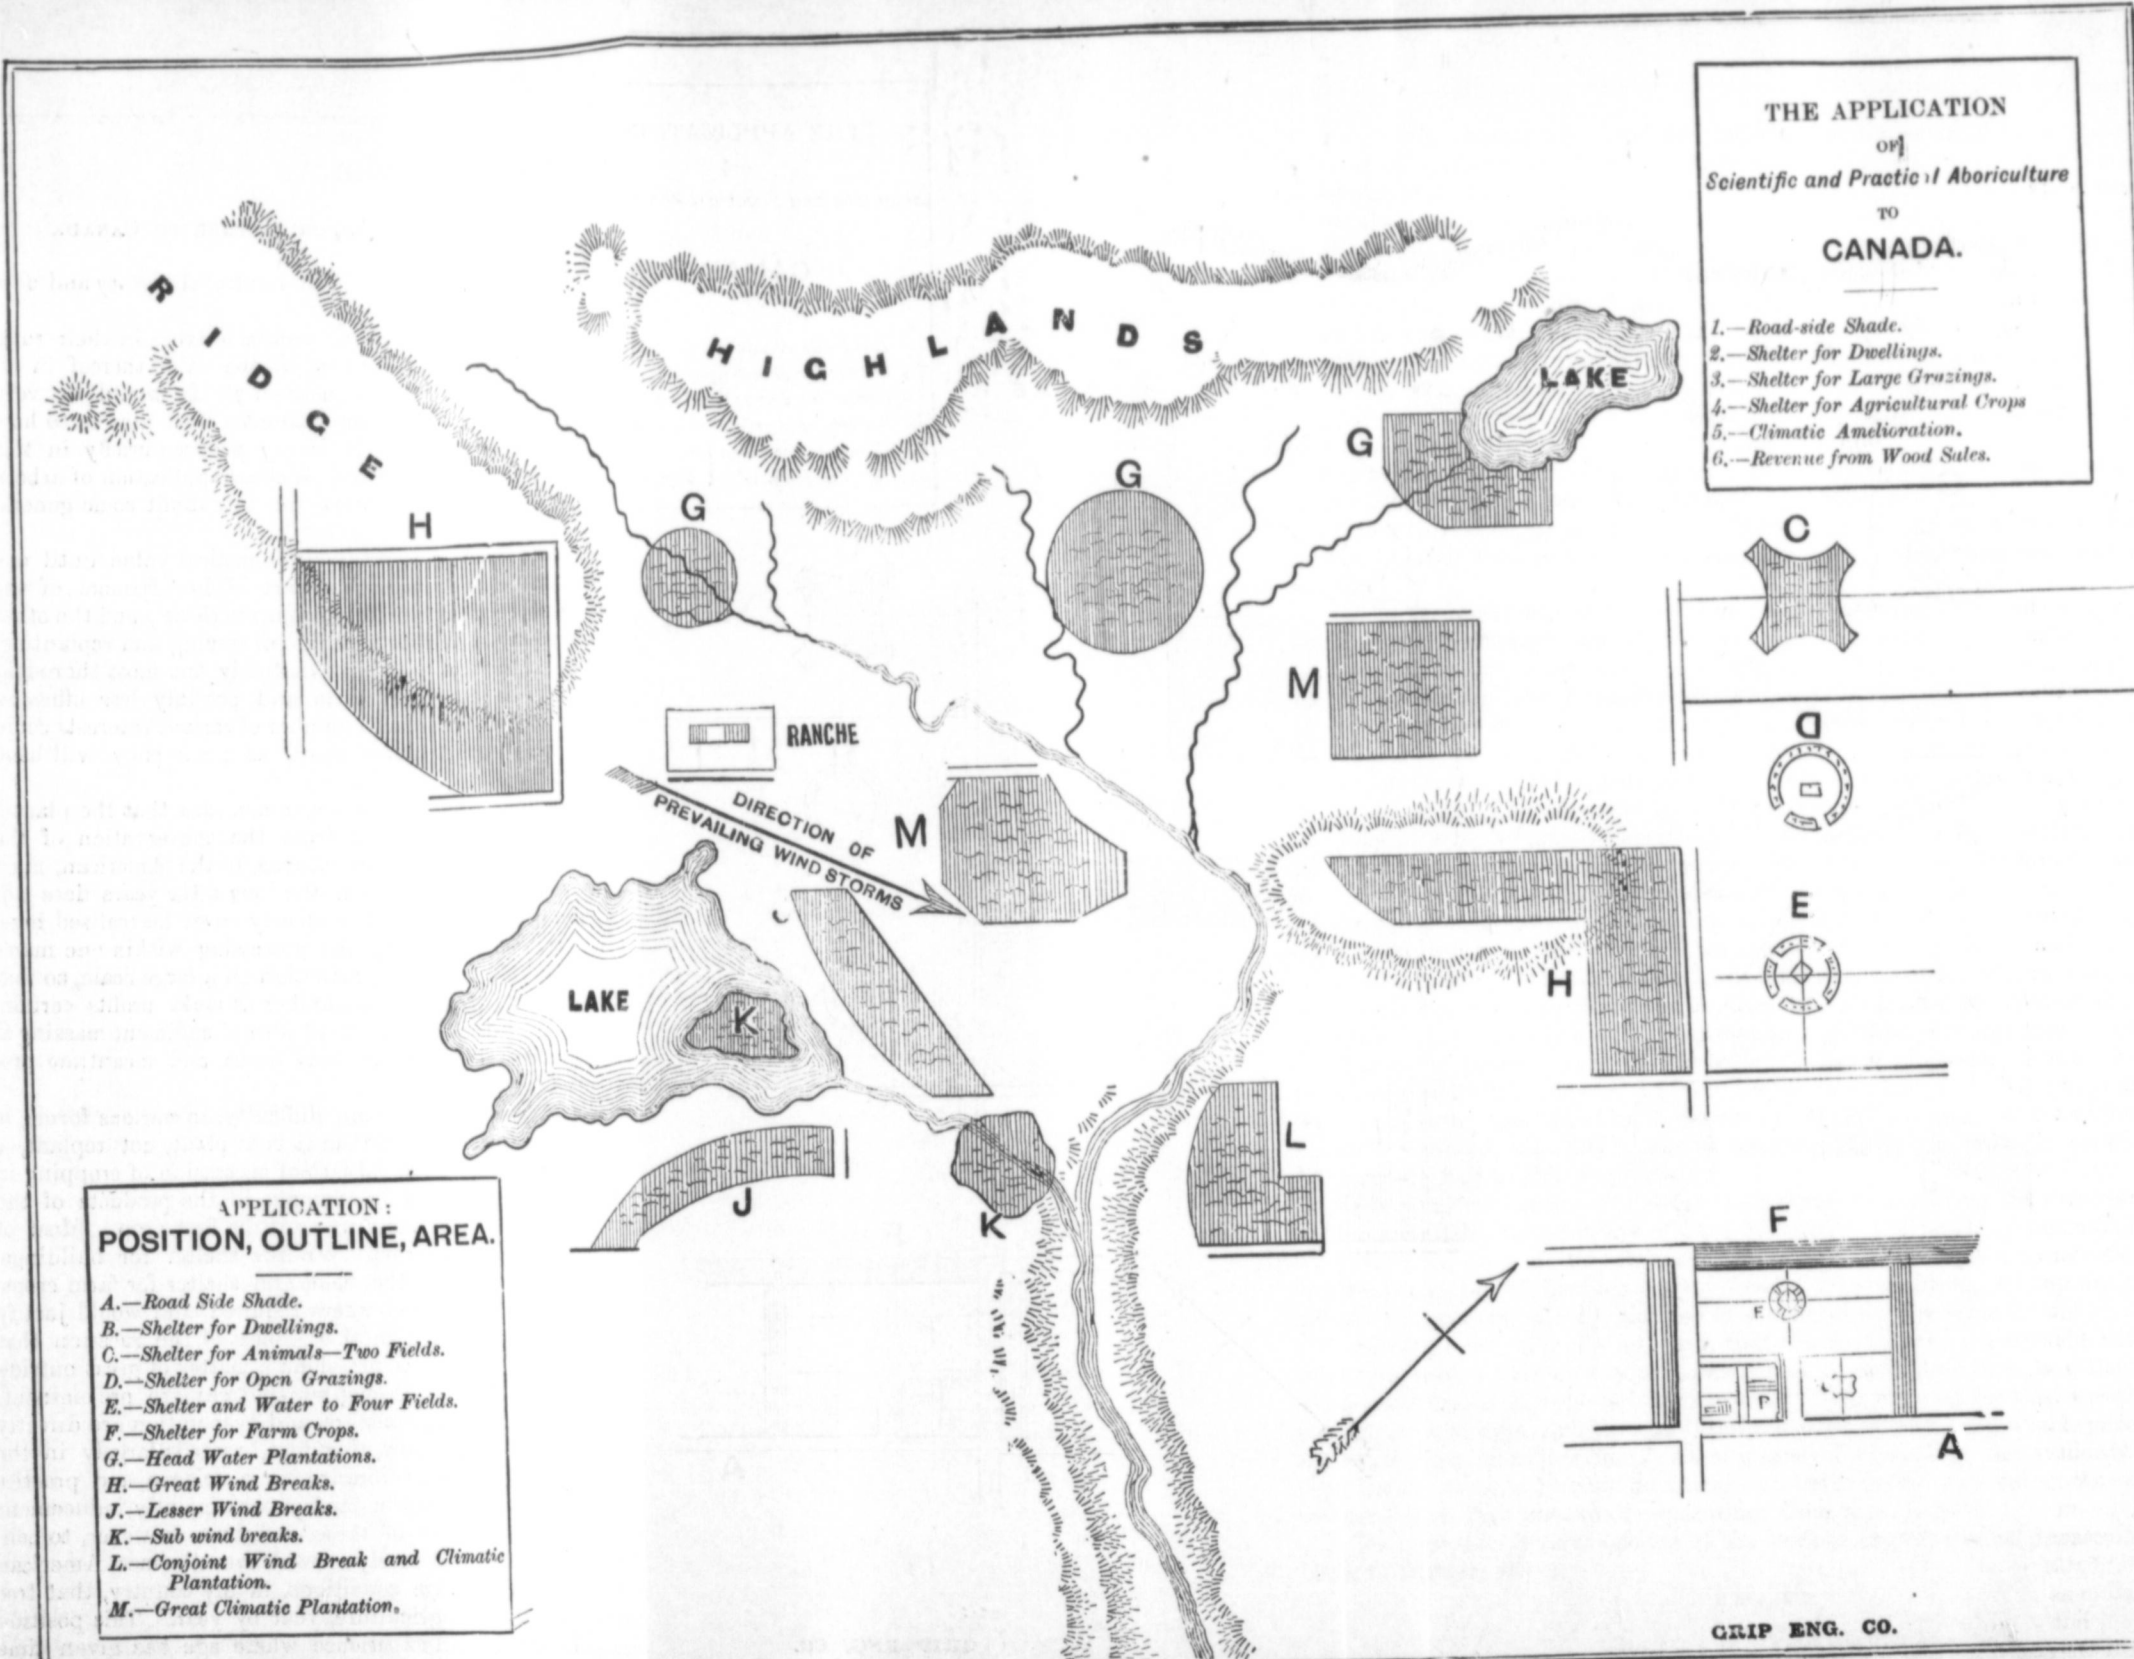 THE APPLICATION
OF
Scientific and Practical Aboriculture
TO
CANADA.
1.—Road-side Shade.
2.—Shelter for Dwellings.
3.—Shelter for Large Grazings.
4.—Shelter for Agricultural Crops
5.—Climatic Amelioration.
6.—Revenue from Wood Sales.
RIDGE
HIGHLANDS
LAKE
G
G
G
H
C
M
D
RANCHE
DIRECTION OF
PREVAILING WIND STORMS
M
E
H
LAKE
K
J
K
L
F
E
P
A
APPLICATION:
POSITION, OUTLINE, AREA.
A.—Road Side Shade.
B.—Shelter for Dwellings.
C.—Shelter for Animals—Two Fields.
D.—Shelter for Open Grazings.
E.—Shelter and Water to Four Fields.
F.—Shelter for Farm Crops.
G.—Head Water Plantations.
H.—Great Wind Breaks.
J.—Lesser Wind Breaks.
K.—Sub wind breaks.
L.—Conjoint Wind Break and Climatic
Plantation.
M.—Great Climatic Plantation.
GRIP ENG. CO.